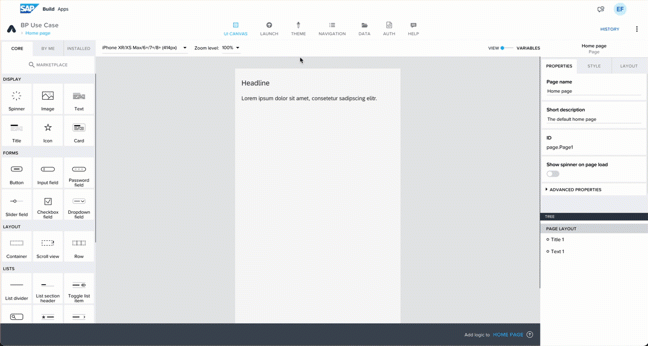 SAP Build Apps
EF
BP Use Case
< Home page
UI CANVAS
LAUNCH
THEME
NAVIGATION
DATA
AUTH
HELP
HISTORY
CORE
BY ME
INSTALLED
iPhone XR/XS Max/6+/7+/8+ (414px)
Zoom level: 100%
VIEW
VARIABLES
Home page
Page
MARKETPLACE
PROPERTIES
STYLE
LAYOUT
DISPLAY
Spinner
Image
Text
Title
Icon
Card
FORMS
Button
Input field
Password field
Slider field
Checkbox field
Dropdown field
LAYOUT
Container
Scroll view
Row
LISTS
List divider
List section header
Toggle list item
Headline
Lorem ipsum dolor sit amet, consetetur sadipscing elitr.
Page name
Home page
Short description
The default home page
ID
page.Page1
Show spinner on page load
ADVANCED PROPERTIES
TREE
PAGE LAYOUT
Title 1
Text 1
Add logic to HOME PAGE